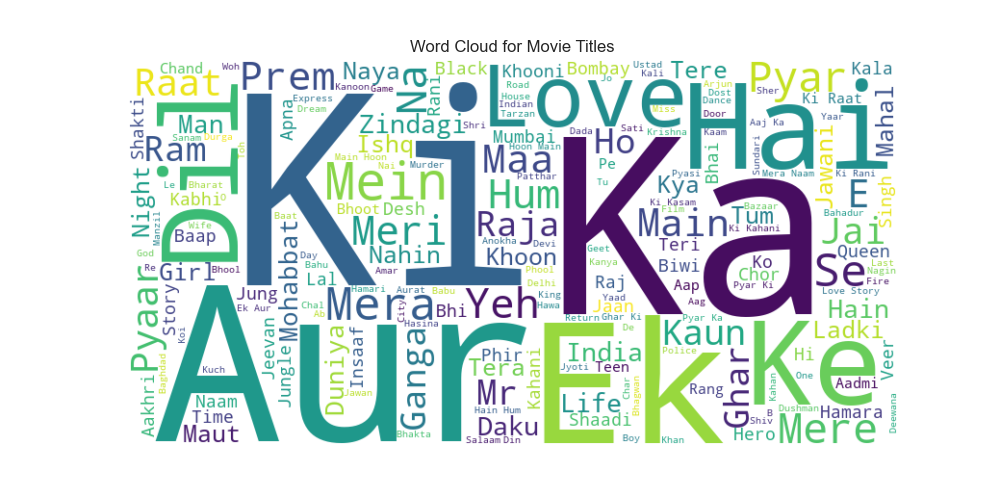 Word Cloud for Movie Titles
Chand
Woh
Raat
Prem
Kanoon
Game
Express
Dream
Naya
Na
Rani
Black
Love
Khooni
Road
House
Indian
Tarzan
Jo
Bombay
Ustad
Kali
Tere
Miss
Arjun
Dost
Dance
Door
Pyar
Sher
Kala
Ki Raat
Yaar
Mahal
Shakti
Man
Sanam
Durga
Toh
Dil
Ki
Apna
Zindagi
Shri
Ishq
Main Hoon
Nai
Murder
Mumbai
Hoon Main
Patthar
Maa
Dada
Ho
Sati
Krishna
Kaam
Bhai
Aaj Ka
Sundari
Hai
Mera Naam
Jawani
Ki Rani
Singh
E
Ram
Le
Bharat
O
Kabhi
Night
Wife
Manzil
God
Re
Baap
Girl
Bhool
Mein
Baat
Bhoot
Desh
Meri
Hum
Pe
Tu
Pyasi
Ki Kasam
Kya
Film
Bazaar
Main
Tum
Ki Kahani
Bahadur
Jai
Ka
Raja
Anokha
Devi
Geet
Kanya
Teri
Queen
Last
Nagin
Nahin
Khoon
Phool
Delhi
Biwi
Ko
Chor
Se
Day
Bahu
Lal
Amar
Raj
Yaad
Aap
Aag
Pyar Ki
Fire
Love Story
Hain
Mohabbat
Jung
Ek Aur
Story
Pyaar
Hamari
Aurat
Babu
Chal
Ab
Mera
City
Hasina
Bhi
Yeh
King
Hawa
Jaan
Return
Ghar Ki
De
Pyar Ka
Kaun
Police
Ladki
Koi
Baghdad
Aur
Jeevan
Jungle
Duniya
Insaaf
Ganga
Phir
Tera
Kahani
Ek
India
Jyoti
Teen
Ghar
Rang
Ke
Hi
One
Kahan
Veer
Aadmi
Kuch
Aakhri
Naam
Time
Maut
Jawan
Bhakta
Mr
Hain Hum
Daku
Salaam
Din
Life
Shaadi
Char
Bhagwan
Boy
Khan
Hero
B
Shiv
Dushman
Mere
Hamara
Deewana